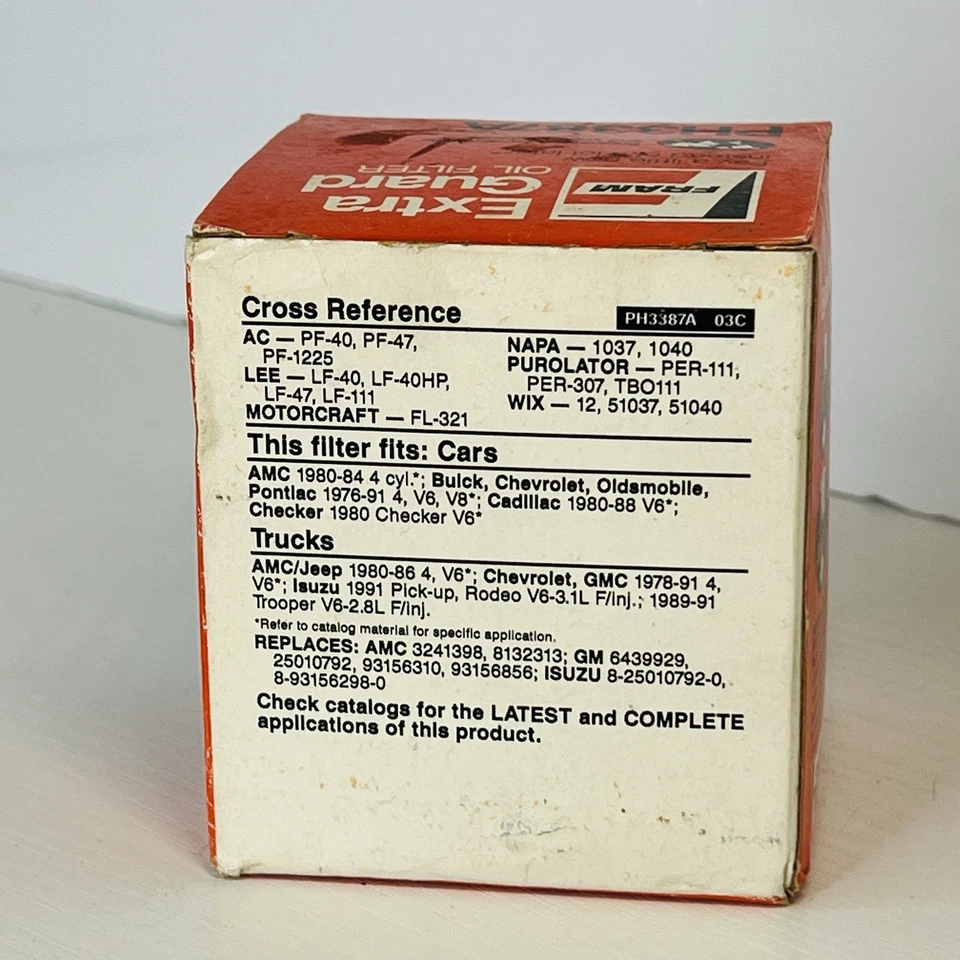 PH3387A
Extra
Guard
OIL FILTER
FRAM
Cross Reference
PH3387A 03C
AC — PF-40, PF-47,
PF-1225
LEE — LF-40, LF-40HP,
LF-47, LF-111
MOTORCRAFT — FL-321
NAPA — 1037, 1040
PUROLATOR — PER-111,
PER-307, TBO111
WIX — 12, 51037, 51040
This filter fits: Cars
AMC 1980-84 4 cyl.*; Buick, Chevrolet, Oldsmobile,
Pontiac 1976-91 4, V6, V8*; Cadillac 1980-88 V6*;
Checker 1980 Checker V6*
Trucks
AMC/Jeep 1980-86 4, V6*; Chevrolet, GMC 1978-91 4,
V6*; Isuzu 1991 Pick-up, Rodeo V6-3.1L F/Inj.; 1989-91
Trooper V6-2.8L F/Inj.
*Refer to catalog material for specific application.
REPLACES: AMC 3241398, 8132313; GM 6439929,
25010792, 93156310, 93156856; ISUZU 8-25010792-0,
8-93156298-0
Check catalogs for the LATEST and COMPLETE
applications of this product.